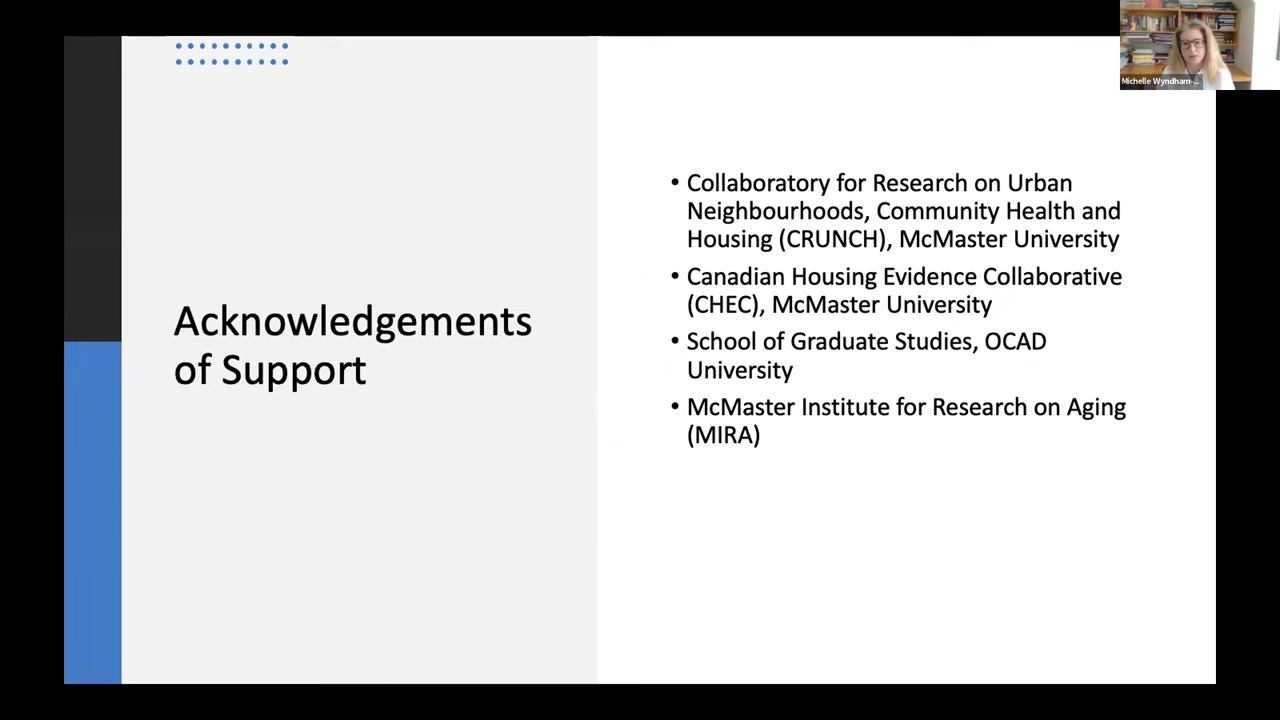 Michelle Wyndham-...
Acknowledgements
of Support
• Collaboratory for Research on Urban
Neighbourhoods, Community Health and
Housing (CRUNCH), McMaster University
• Canadian Housing Evidence Collaborative
(CHEC), McMaster University
• School of Graduate Studies, OCAD
University
• McMaster Institute for Research on Aging
(MIRA)